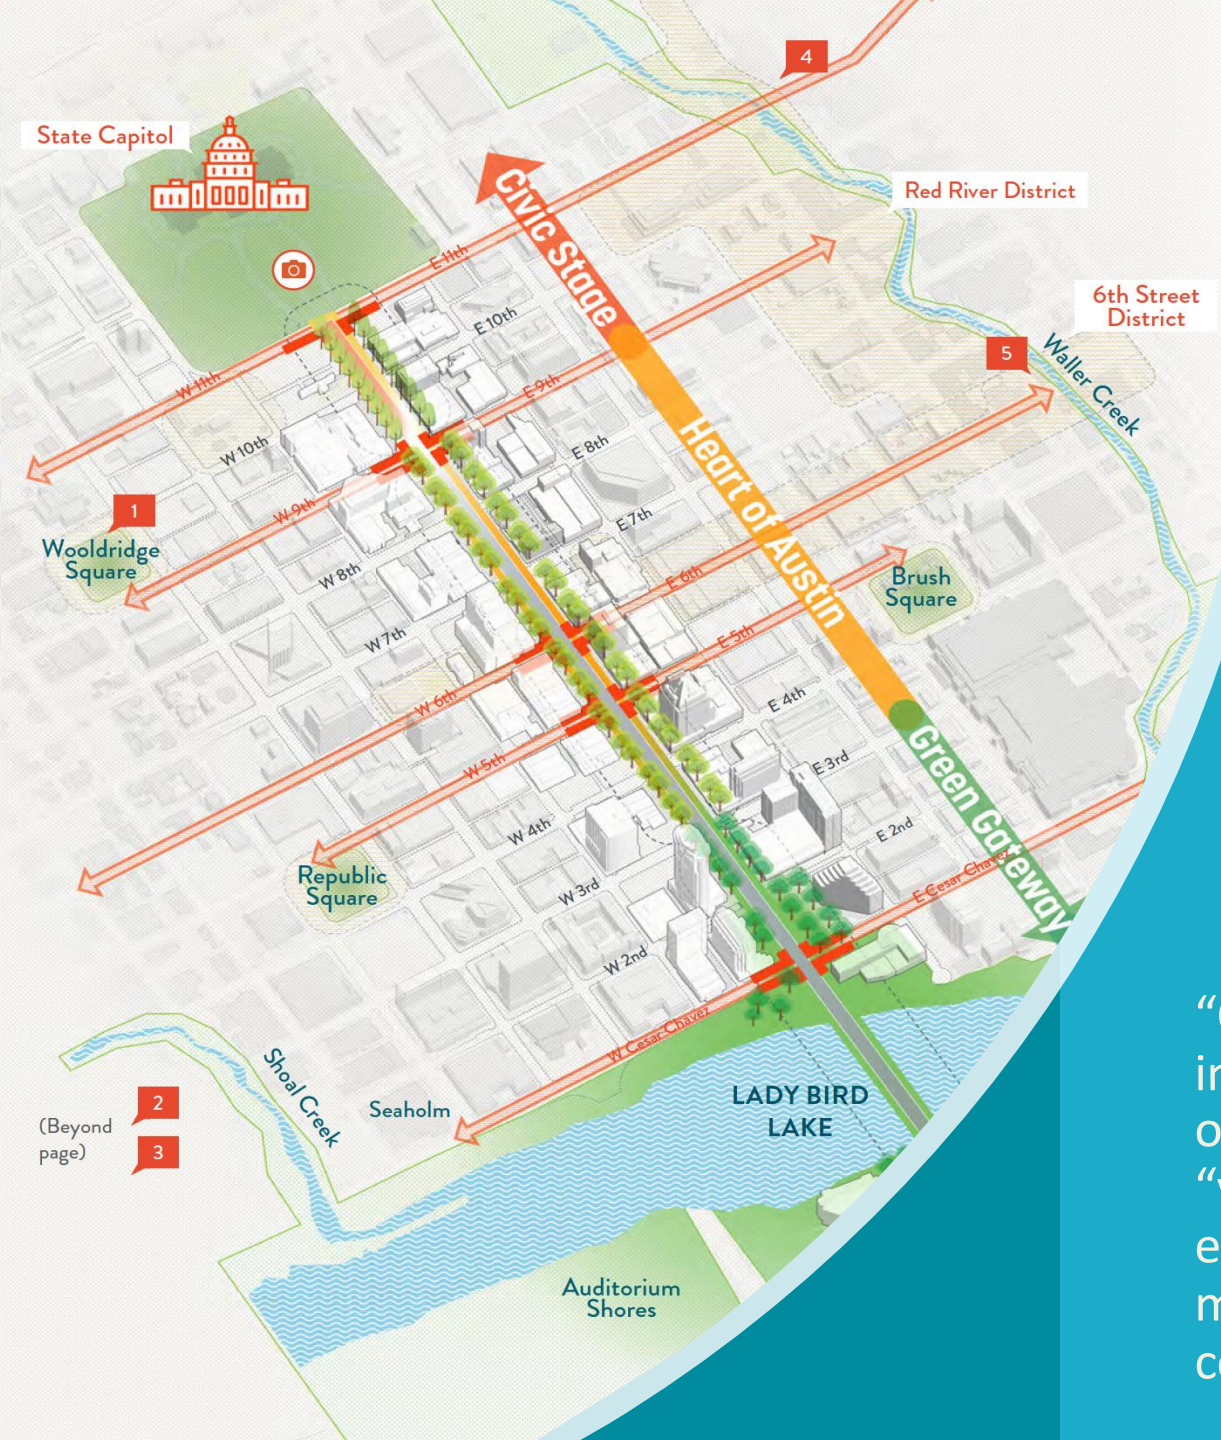 4
State Capitol
Civic Stage
Red River District
E 11th
6th Street
District
E 10th
5
Waller Creek
W 11th
E 9th
W 10th
E 8th
Heart of Austin
1
W 9th
E 7th
Wooldridge
Square
W 8th
E 6th
Brush
Square
W 7th
E 5th
W 6th
E 4th
W 5th
E 3rd
Green Gateway
W 4th
E 2nd
Republic
Square
W 3rd
E Cesar Chavez
W 2nd
W Cesar Chavez
Shoal Creek
2
Seaholm
LADY BIRD
LAKE
(Beyond
page)
3
Auditorium
Shores